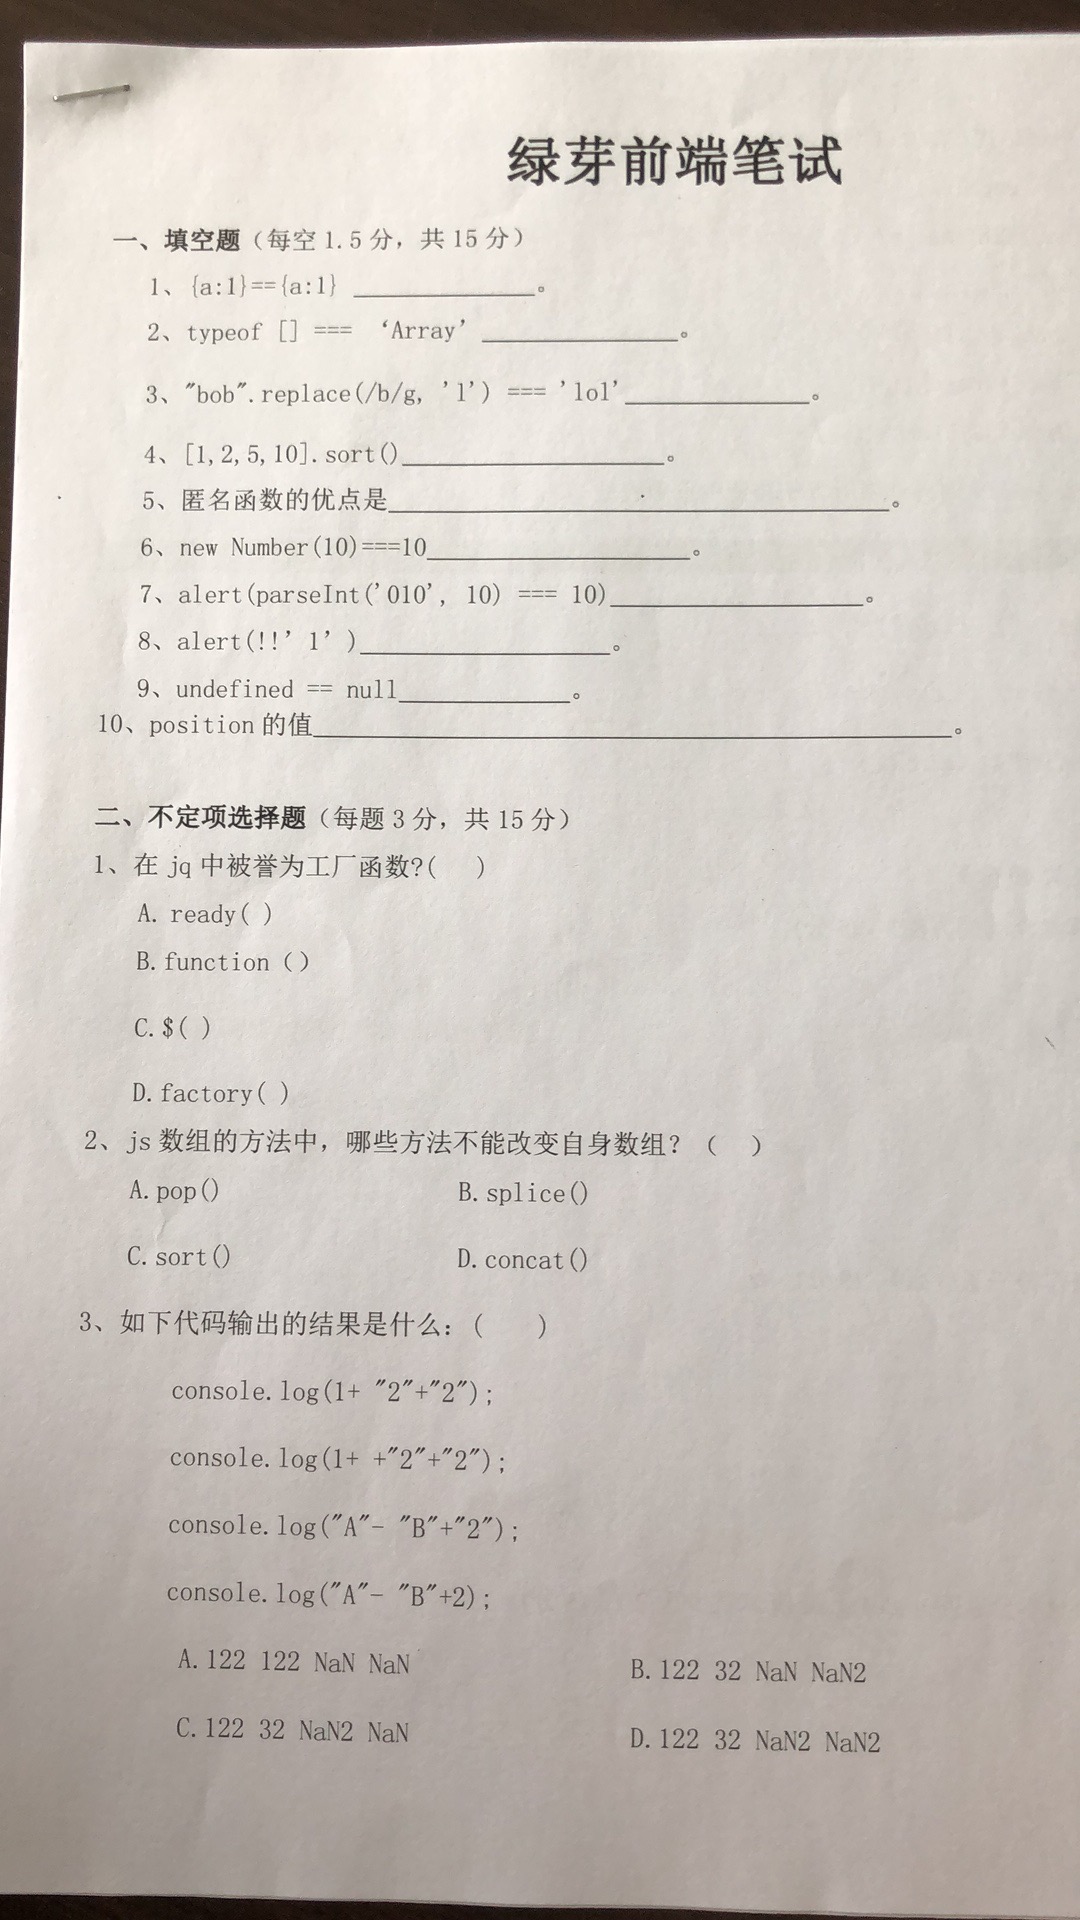 绿芽前端笔试
一、填空题（每空 1.5 分，共 15 分）
1、{a:1}=={a:1} ______________。
2、typeof [] === ‘Array’______________。
3、"bob".replace(/b/g, 'l') === 'lol'______________。
4、[1,2,5,10].sort()____________________。
5、匿名函数的优点是______________________________________。
6、new Number(10)===10____________________。
7、alert(parseInt('010', 10) === 10)____________________。
8、alert(!!’ 1’ )____________________。
9、undefined == null_____________。
10、position 的值________________________________________________。
二、不定项选择题（每题 3 分，共 15 分）
1、在 jq 中被誉为工厂函数?( )
A. ready( )
B.function（）
C.$( )
D.factory( )
2、js 数组的方法中，哪些方法不能改变自身数组？（ ）
A.pop() B.splice()
C.sort() D.concat()
3、如下代码输出的结果是什么：( )
console.log(1+ "2"+"2");
console.log(1+ +"2"+"2");
console.log("A"- "B"+"2");
console.log("A"- "B"+2);
A.122 122 NaN NaN B.122 32 NaN NaN2
C.122 32 NaN2 NaN D.122 32 NaN2 NaN2